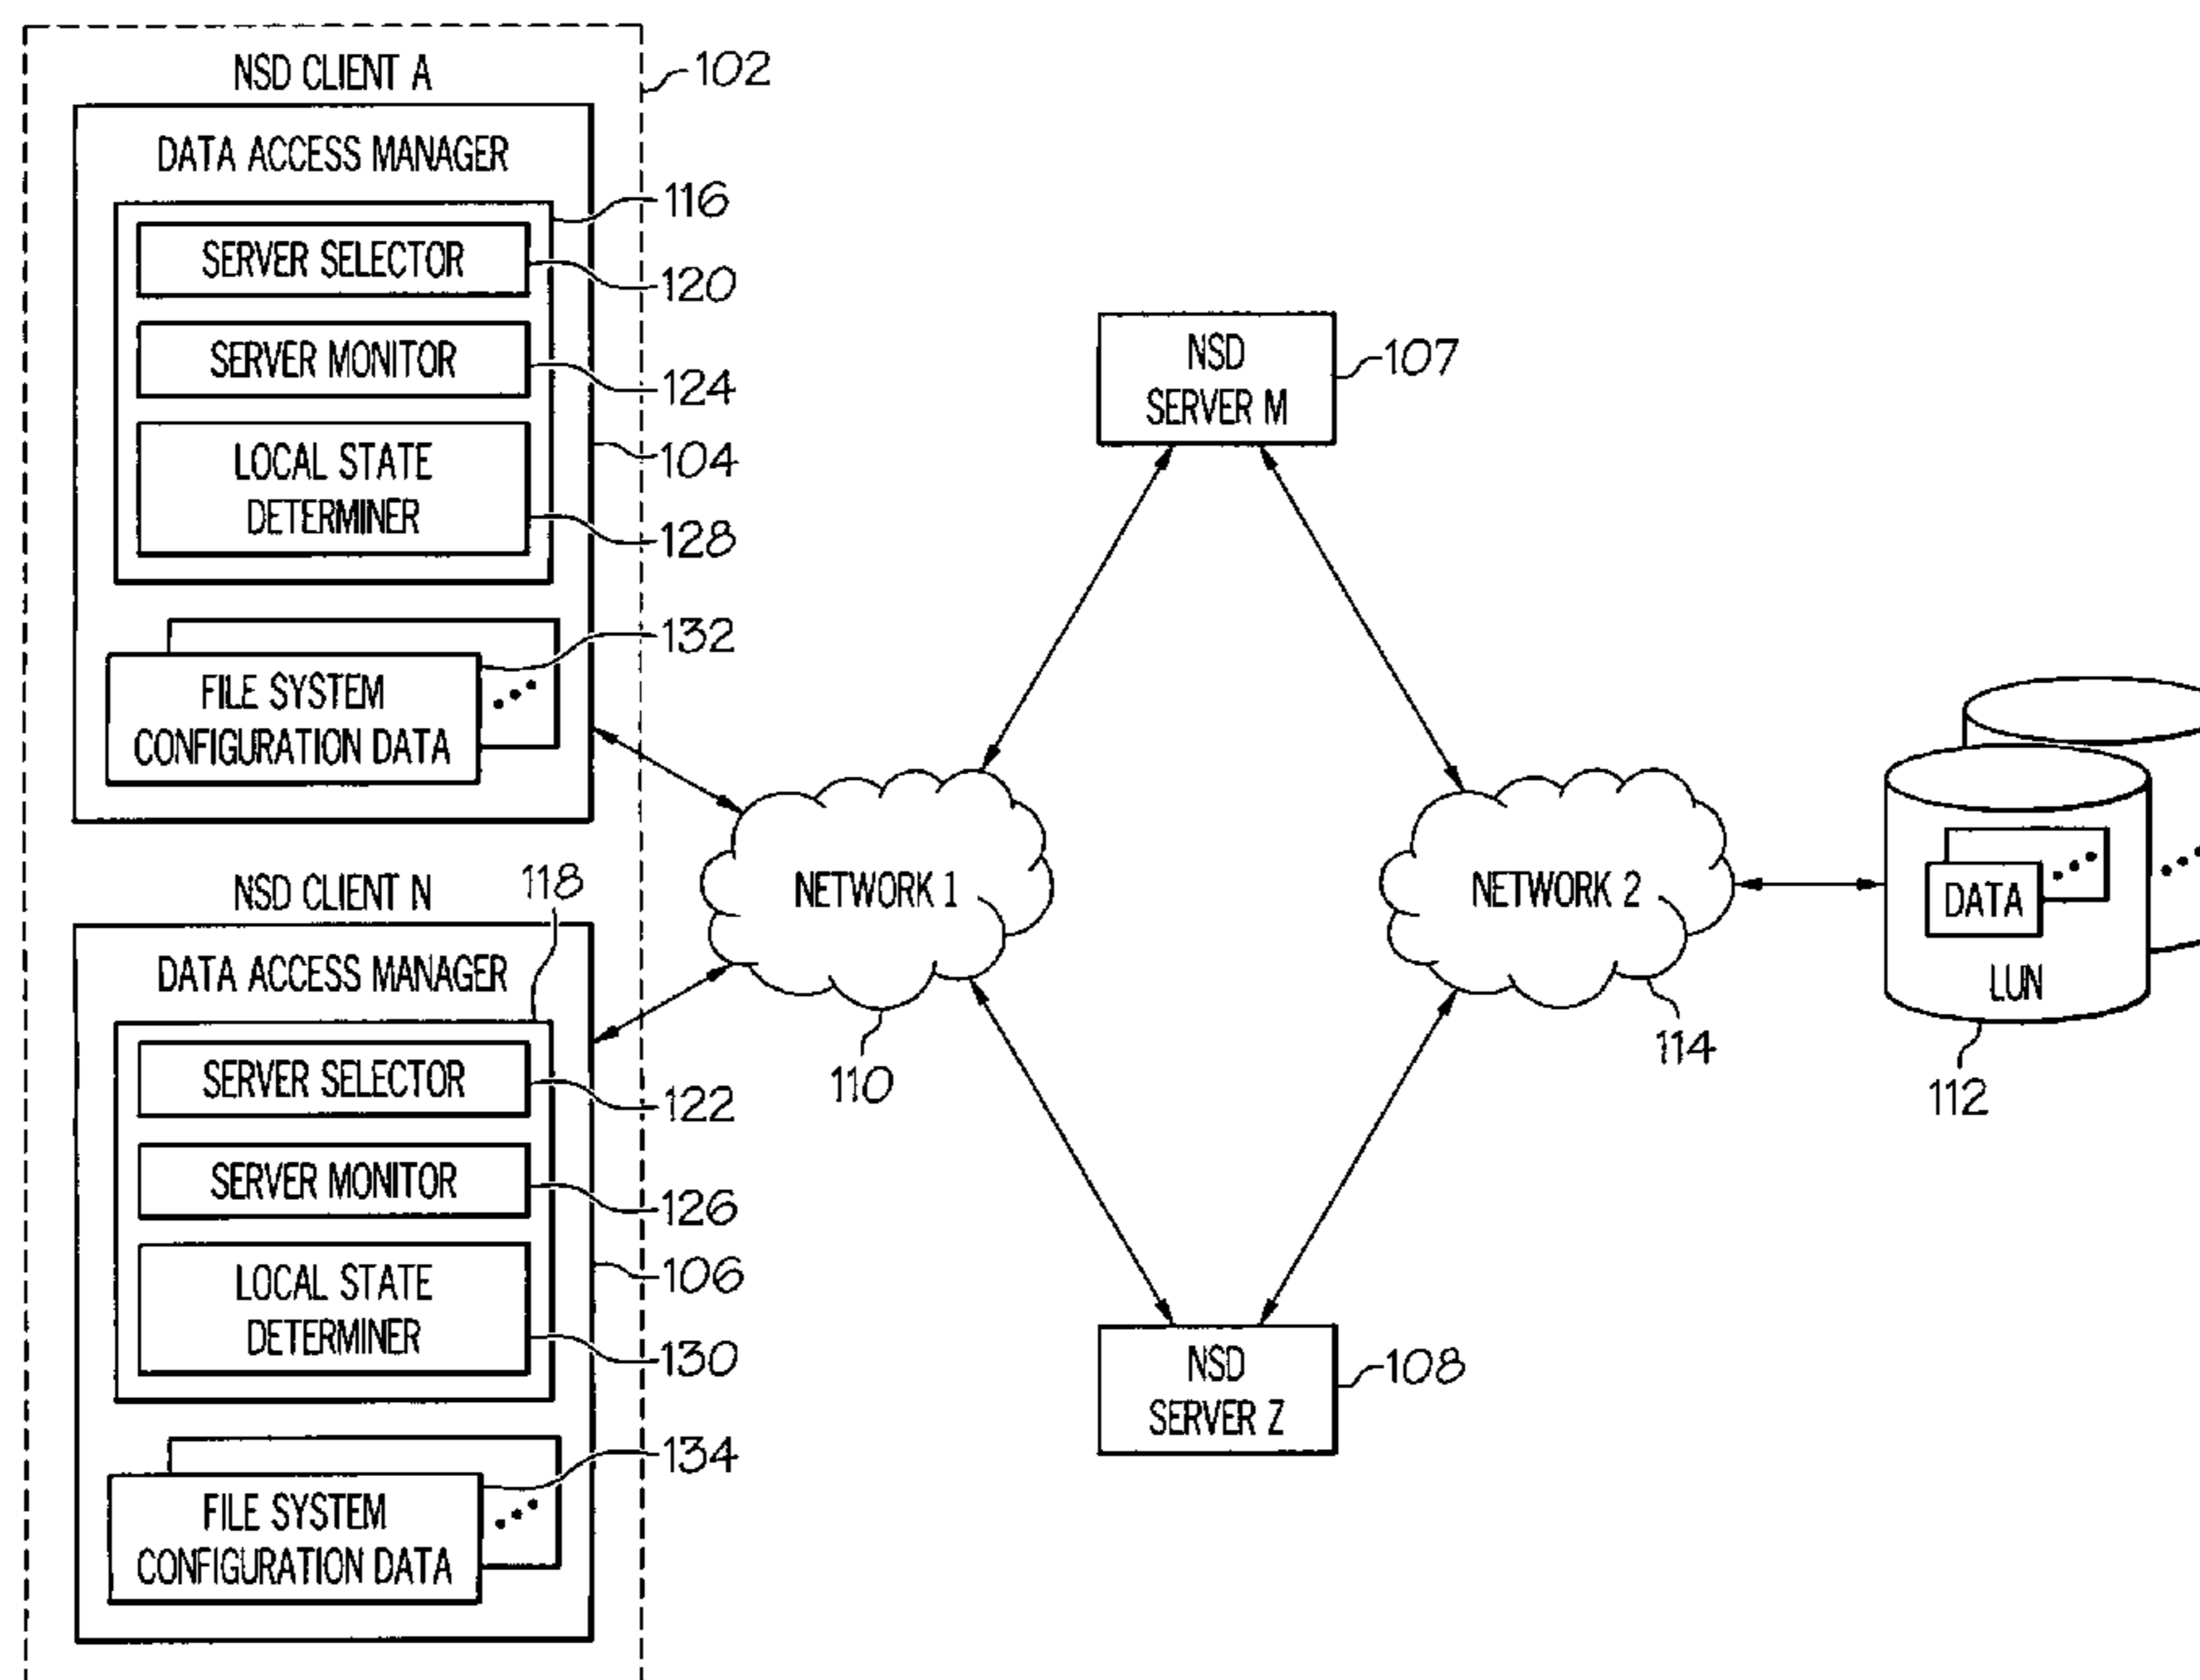 NSD CLIENT A
102
DATA ACCESS MANAGER
116
SERVER SELECTOR
120
SERVER MONITOR
124
LOCAL STATE
DETERMINER
104
128
132
FILE SYSTEM
CONFIGURATION DATA
NSD CLIENT N
118
DATA ACCESS MANAGER
SERVER SELECTOR
122
SERVER MONITOR
126
LOCAL STATE
DETERMINER
106
130
134
FILE SYSTEM
CONFIGURATION DATA
NETWORK 1
110
NSD
SERVER M
107
NSD
SERVER Z
108
NETWORK 2
114
DATA
LUN
112